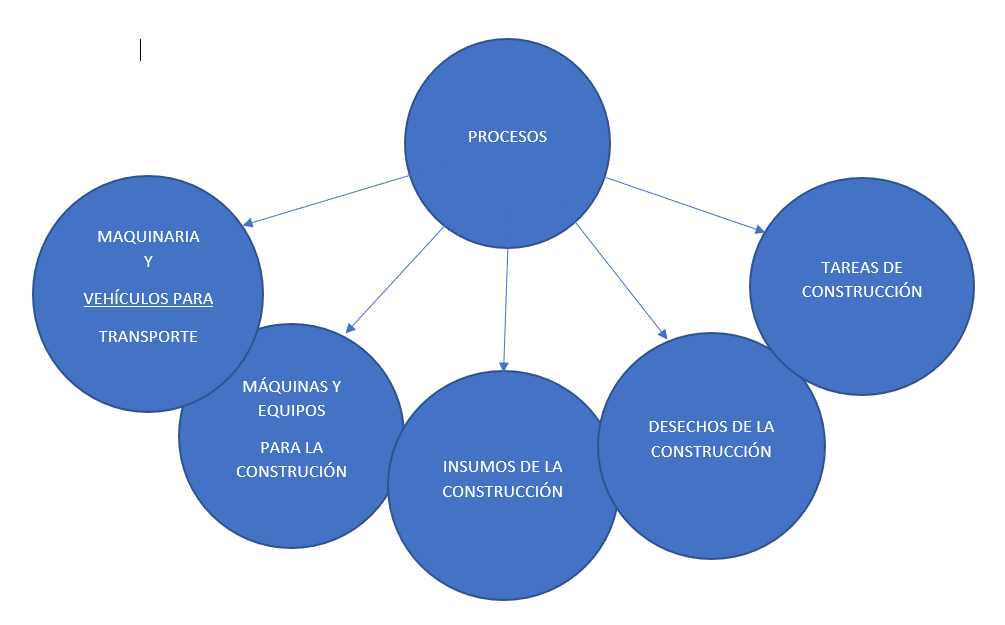 PROCESOS
MAQUINARIA
Y
VEHÍCULOS PARA
TRANSPORTE
MÁQUINAS Y
EQUIPOS
PARA LA
CONSTRUCIÓN
INSUMOS DE LA
CONSTRUCCIÓN
DESECHOS DE LA
CONSTRUCCIÓN
TAREAS DE
CONSTRUCCIÓN